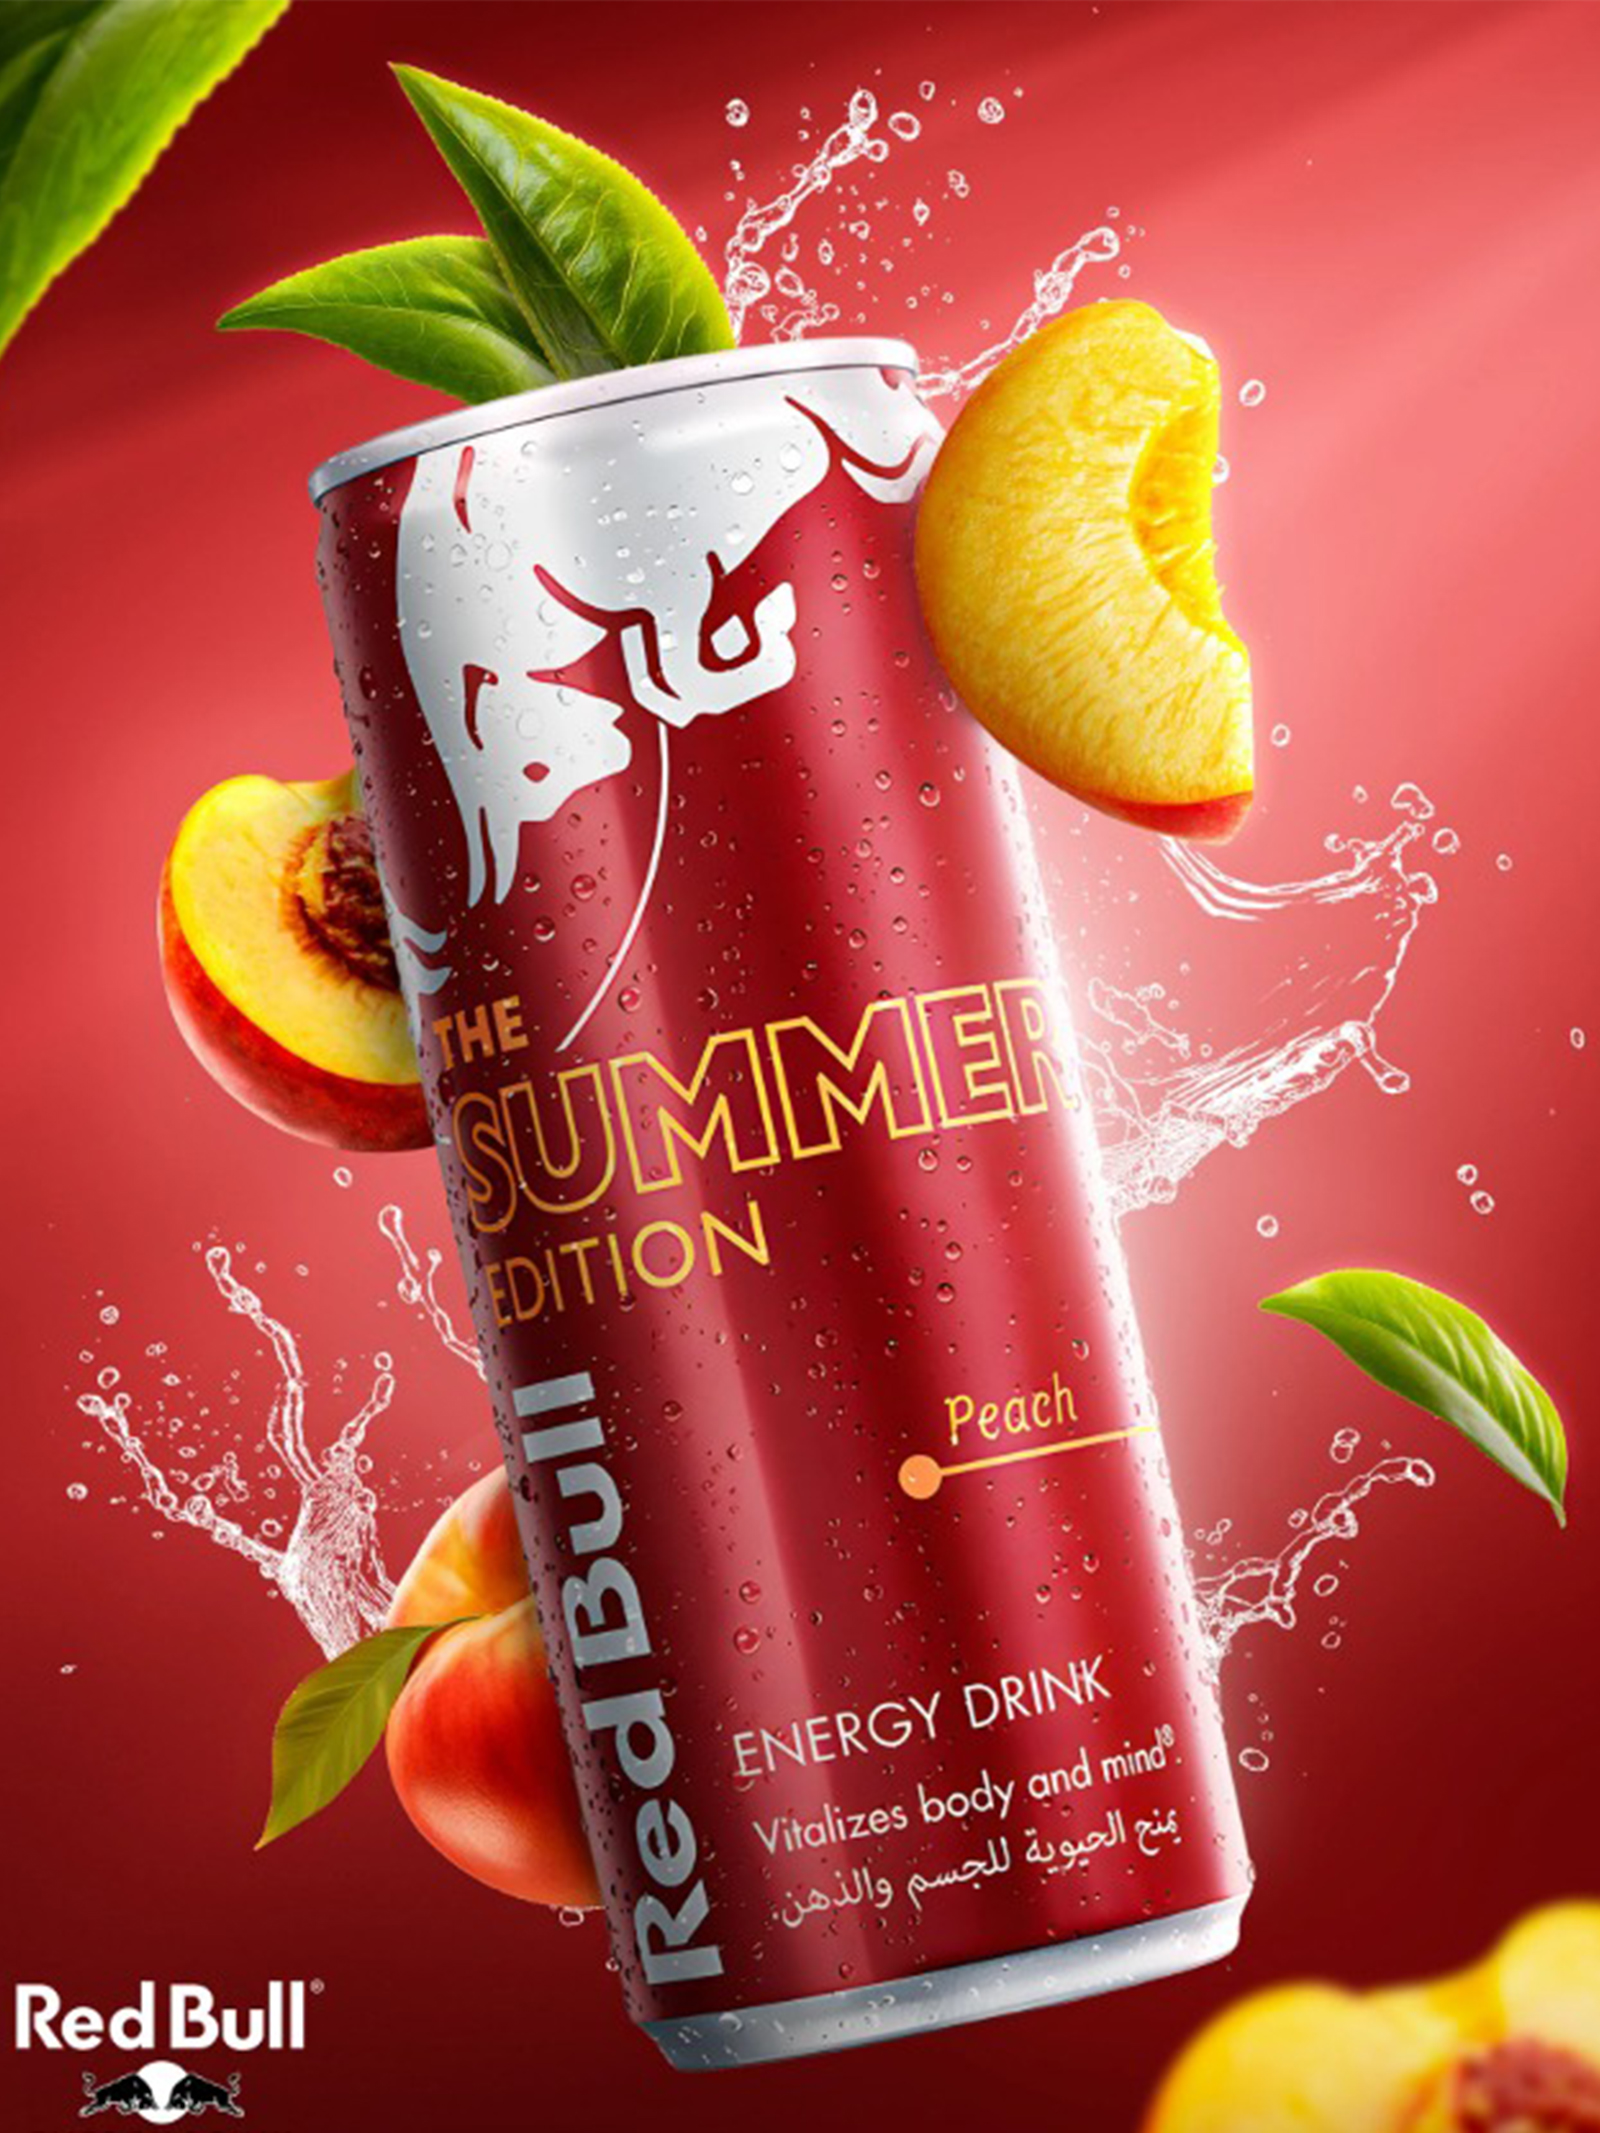 THE
SUMMER
EDITION
Red Bull
Peach
ENERGY DRINK
Vitalizes body and mind®.
يمنح الحيوية للجسم والذهن.
Red Bull®